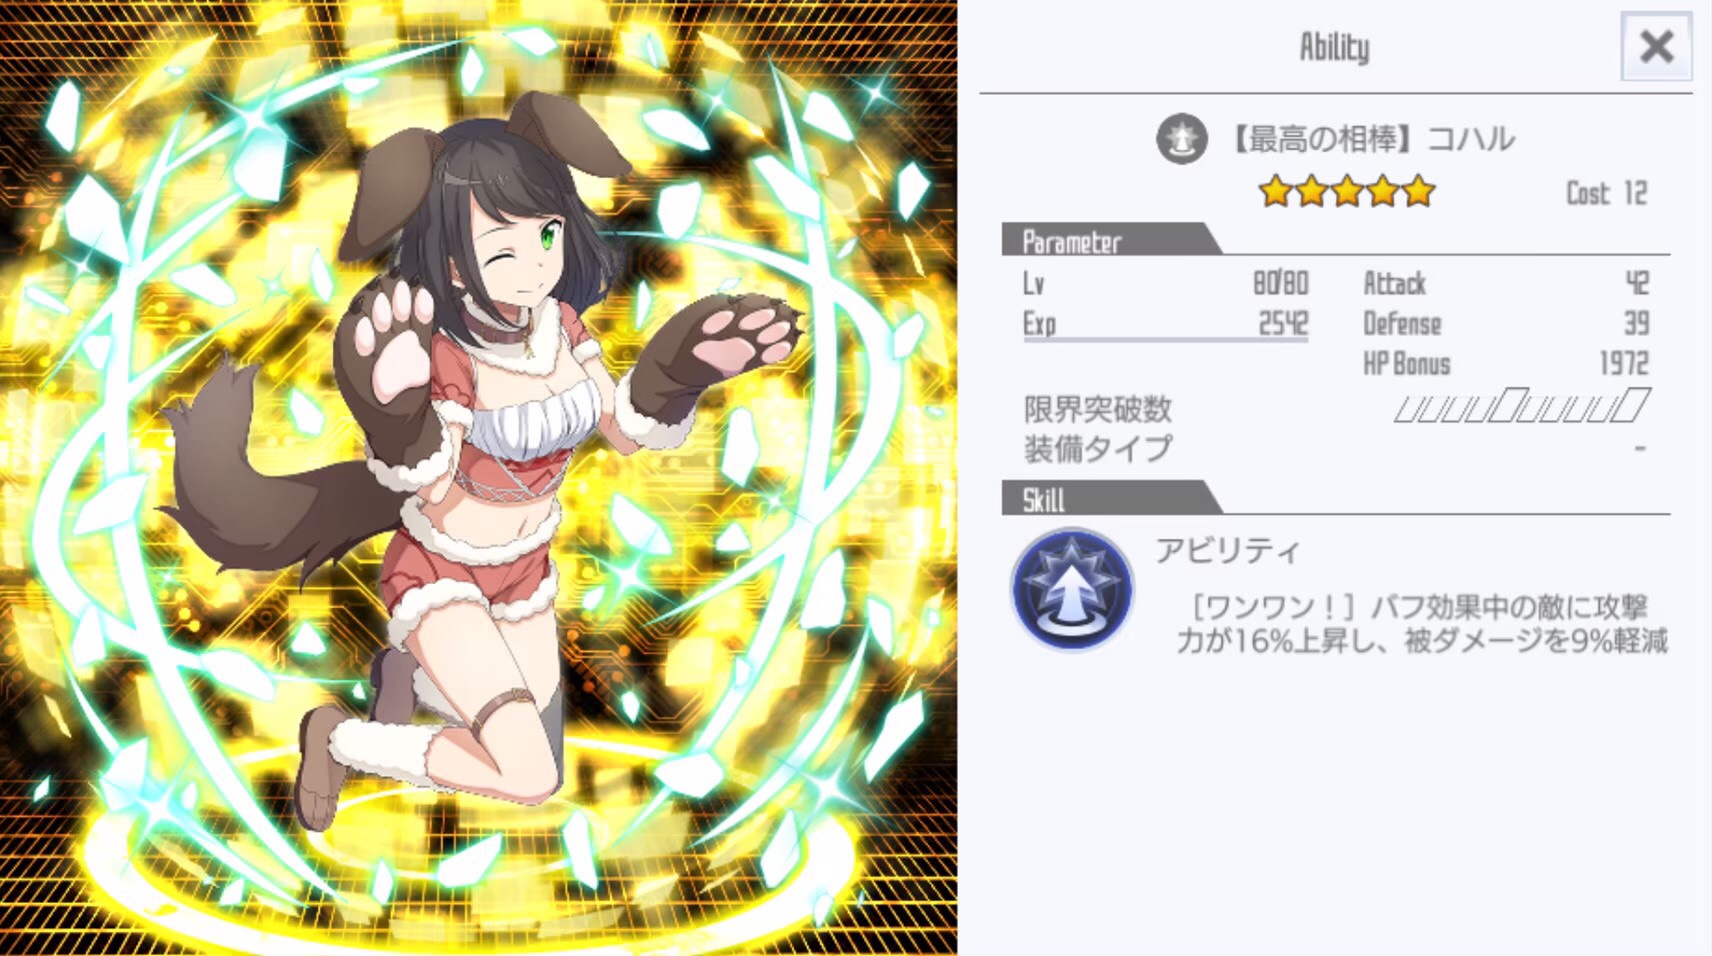 Ability
【最高の相棒】コハル
Cost 12
Parameter
Lv 80/80
Attack 42
Exp 2542
Defense 39
HP Bonus 1972
限界突破数
装備タイプ -
Skill
アビリティ
［ワンワン！］バフ効果中の敵に攻撃
力が16%上昇し、被ダメージを9%軽減